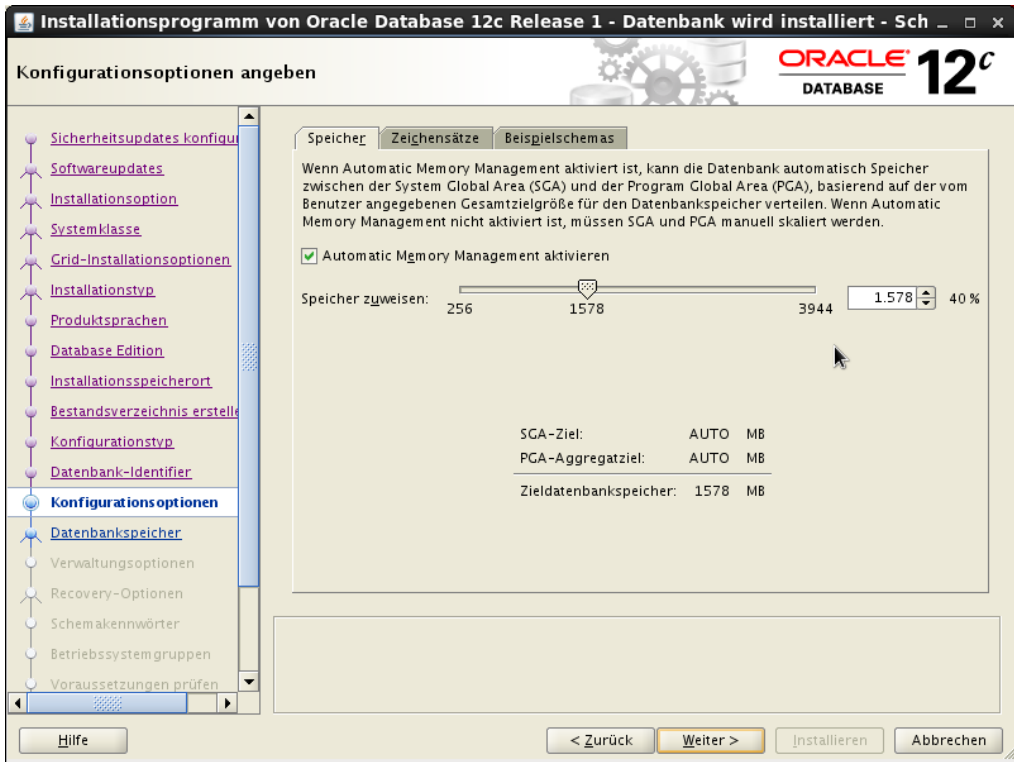 Installationsprogramm von Oracle Database 12c Release 1 - Datenbank wird installiert - Sch
Konfigurationsoptionen angeben
ORACLE
DATABASE
12c
Sicherheitsupdates konfigu
Softwareupdates
Installationsoption
Systemklasse
Grid-Installationsoptionen
Installationstyp
Produktsprachen
Database Edition
Installationsspeicherort
Bestandsverzeichnis erstelle
Konfigurationstyp
Datenbank-Identifier
Konfigurationsoptionen
Datenbankspeicher
Verwaltungsoptionen
Recovery-Optionen
Schemakennwörter
Betriebssystemgruppen
Voraussetzungen prüfen
Speicher Zeichensätze Beispielschemas
Wenn Automatic Memory Management aktiviert ist, kann die Datenbank automatisch Speicher
zwischen der System Global Area (SGA) und der Program Global Area (PGA), basierend auf der vom
Benutzer angegebenen Gesamtzielgröße für den Datenbankspeicher verteilen. Wenn Automatic
Memory Management nicht aktiviert ist, müssen SGA und PGA manuell skaliert werden.
Automatic Memory Management aktivieren
Speicher zuweisen: 1.578 40 %
256 1578 3944
SGA-Ziel: AUTO MB
PGA-Aggregatziel: AUTO MB
Zieldatenbankspeicher: 1578 MB
Hilfe < Zurück Weiter > Installieren Abbrechen